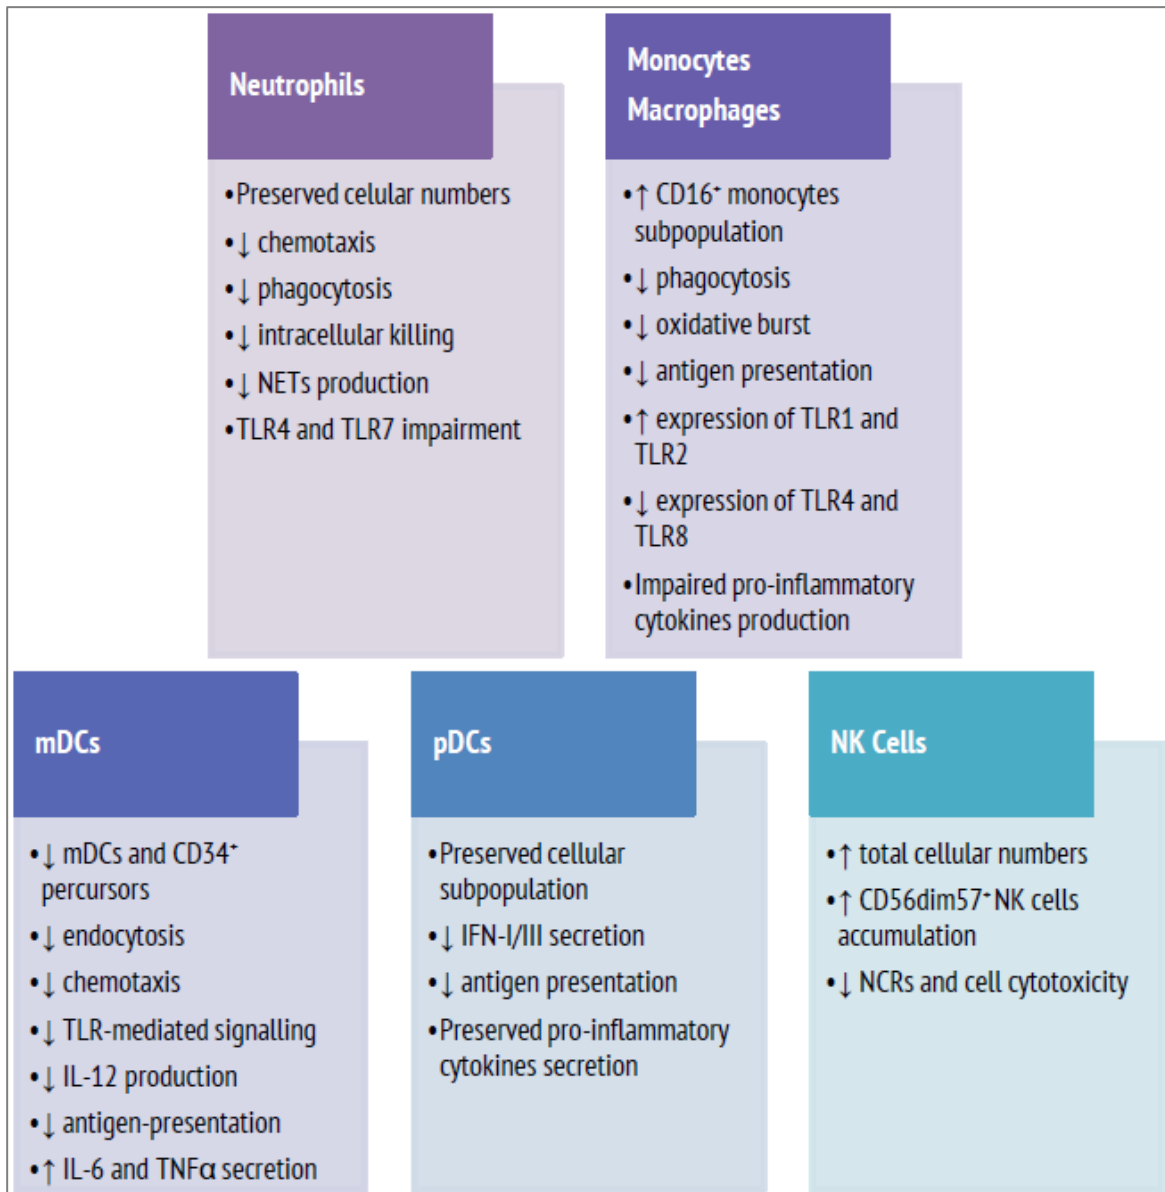 Neutrophils
•Preserved celular numbers
•↓ chemotaxis
•↓ phagocytosis
•↓ intracellular killing
•↓ NETs production
•TLR4 and TLR7 impairment
Monocytes
Macrophages
•↑ CD16⁺ monocytes
subpopulation
•↓ phagocytosis
•↓ oxidative burst
•↓ antigen presentation
•↑ expression of TLR1 and
TLR2
•↓ expression of TLR4 and
TLR8
•Impaired pro-inflammatory
cytokines production
mDCs
•↓ mDCs and CD34⁺
percursors
•↓ endocytosis
•↓ chemotaxis
•↓ TLR-mediated signalling
•↓ IL-12 production
•↓ antigen-presentation
•↑ IL-6 and TNFα secretion
pDCs
•Preserved cellular
subpopulation
•↓ IFN-I/III secretion
•↓ antigen presentation
•Preserved pro-inflammatory
cytokines secretion
NK Cells
•↑ total cellular numbers
•↑ CD56dim57⁺ NK cells
accumulation
•↓ NCRs and cell cytotoxicity